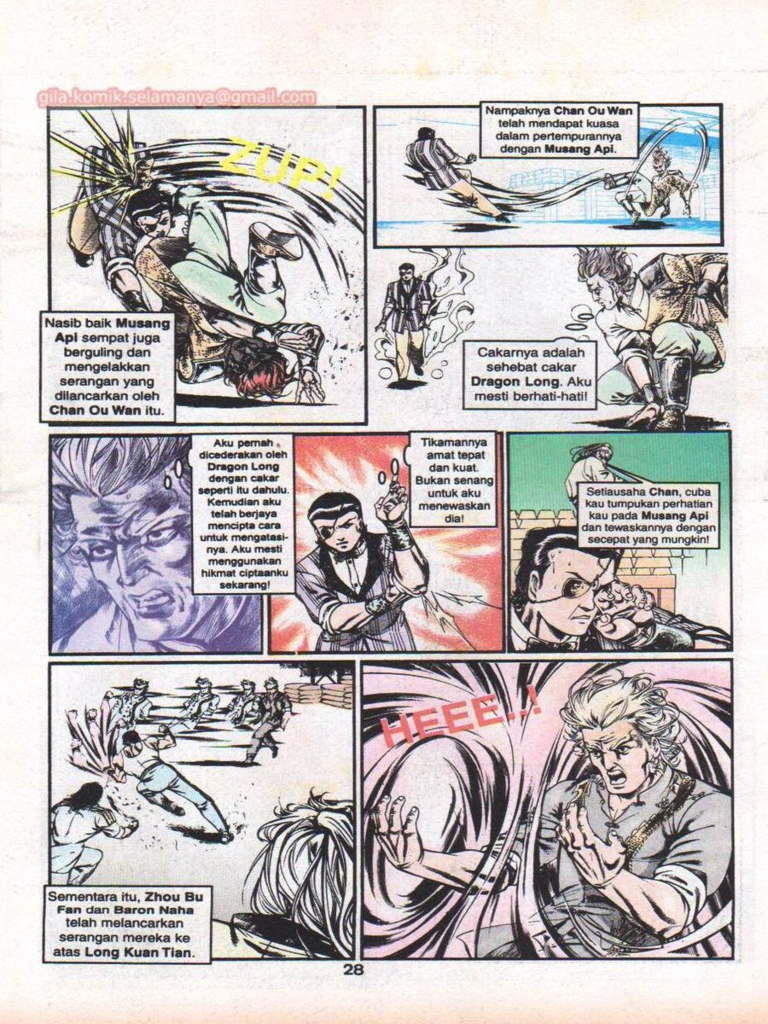 gila.komik.selamanya@gmail.com
ZUP!
Nasib baik Musang
Api sempat juga
berguling dan
mengelakkan
serangan yang
dilancarkan oleh
Chan Ou Wan itu.
Nampaknya Chan Ou Wan
telah mendapat kuasa
dalam pertempurannya
dengan Musang Api.
Cakarnya adalah
sehebat cakar
Dragon Long. Aku
mesti berhati-hati!
Aku pernah
dicederakan oleh
Dragon Long
dengan cakar
seperti itu dahulu.
Kemudian aku
telah berjaya
mencipta cara
untuk mengatasi-
nya. Aku mesti
menggunakan
hikmat ciptaanku
sekarang!
Tikamannya
amat tepat
dan kuat.
Bukan senang
untuk aku
menewaskan
dia!
Setiausaha Chan, cuba
kau tumpukan perhatian
kau pada Musang Api
dan tewaskannya dengan
secepat yang mungkin!
Sementara itu, Zhou Bu
Fan dan Baron Naha
telah melancarkan
serangan mereka ke
atas Long Kuan Tian.
HEEE..!
28